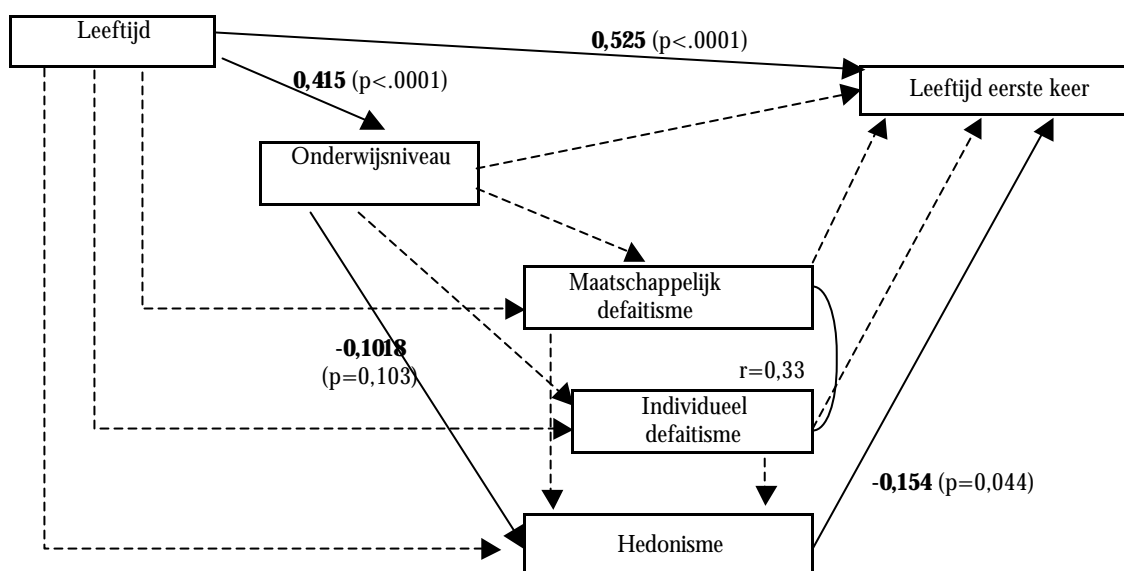 Leeftijd
0,525 (p<.0001)
0,415 (p<.0001)
Leeftijd eerste keer
Onderwijsniveau
Maatschappelijk
defaitisme
-0,1018
(p=0,103)
r=0,33
Individueel
defaitisme
-0,154 (p=0,044)
Hedonisme